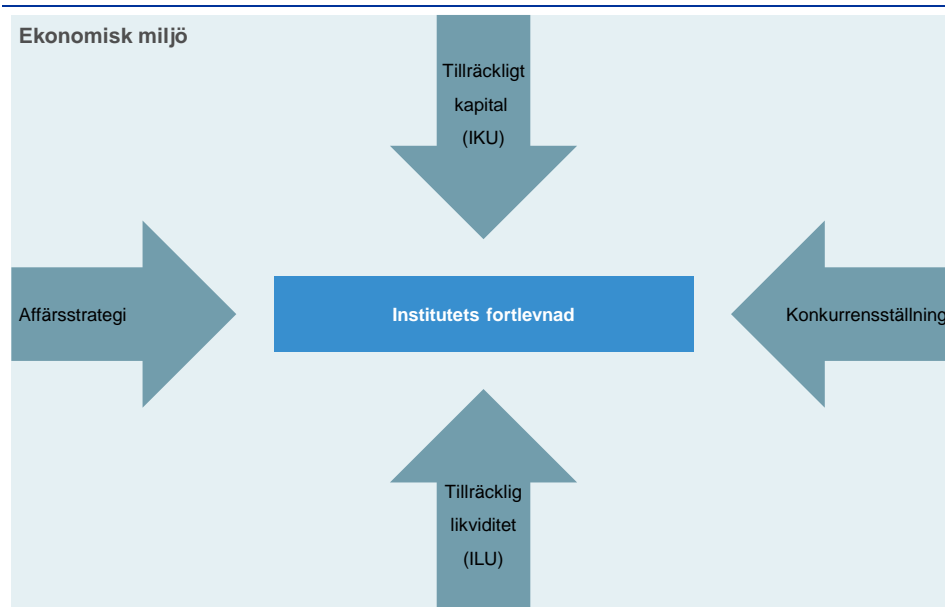 Ekonomisk miljö
Tillräckligt
kapital
(IKU)
Affärsstrategi
Institutets fortlevnad
Konkurrensställning
Tillräcklig
likviditet
(ILU)